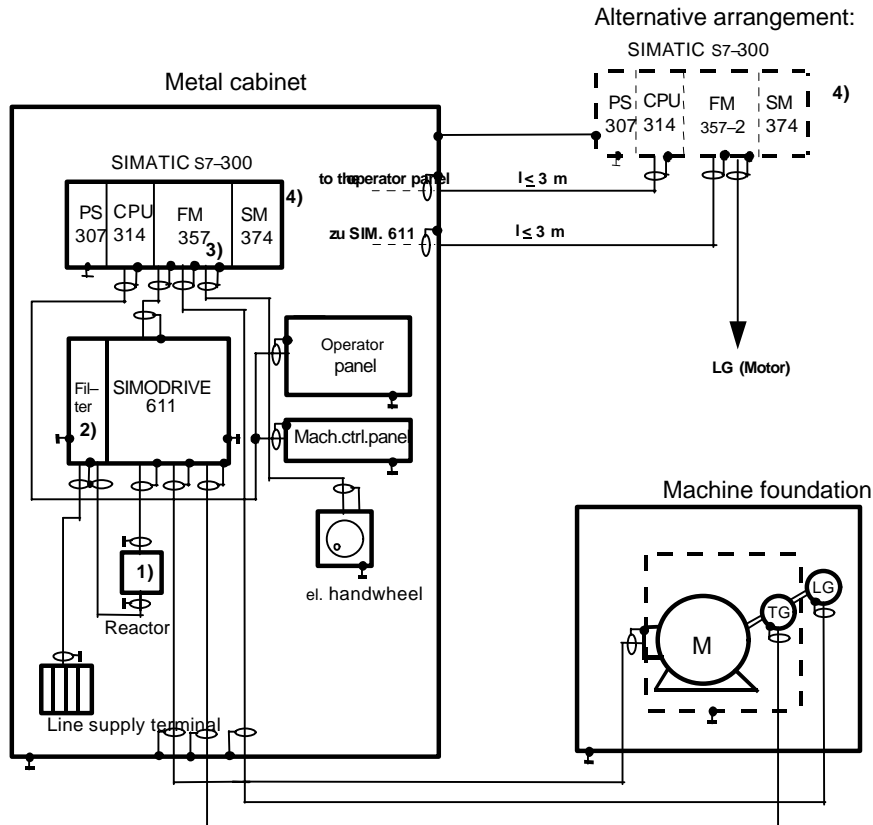 Alternative arrangement:
SIMATIC S7–300
PS
307
CPU
314
FM
357–2
SM
374
4)
Metal cabinet
SIMATIC S7–300
4)
PS
307
CPU
314
FM
357
3)
SM
374
to the operator panel
l ≤ 3 m
zu SIM. 611
l ≤ 3 m
LG (Motor)
Fil–
ter
2)
SIMODRIVE
611
Operator
panel
Mach.ctrl.panel
el. handwheel
1)
Reactor
Line supply terminal
Machine foundation
M
TG
LG